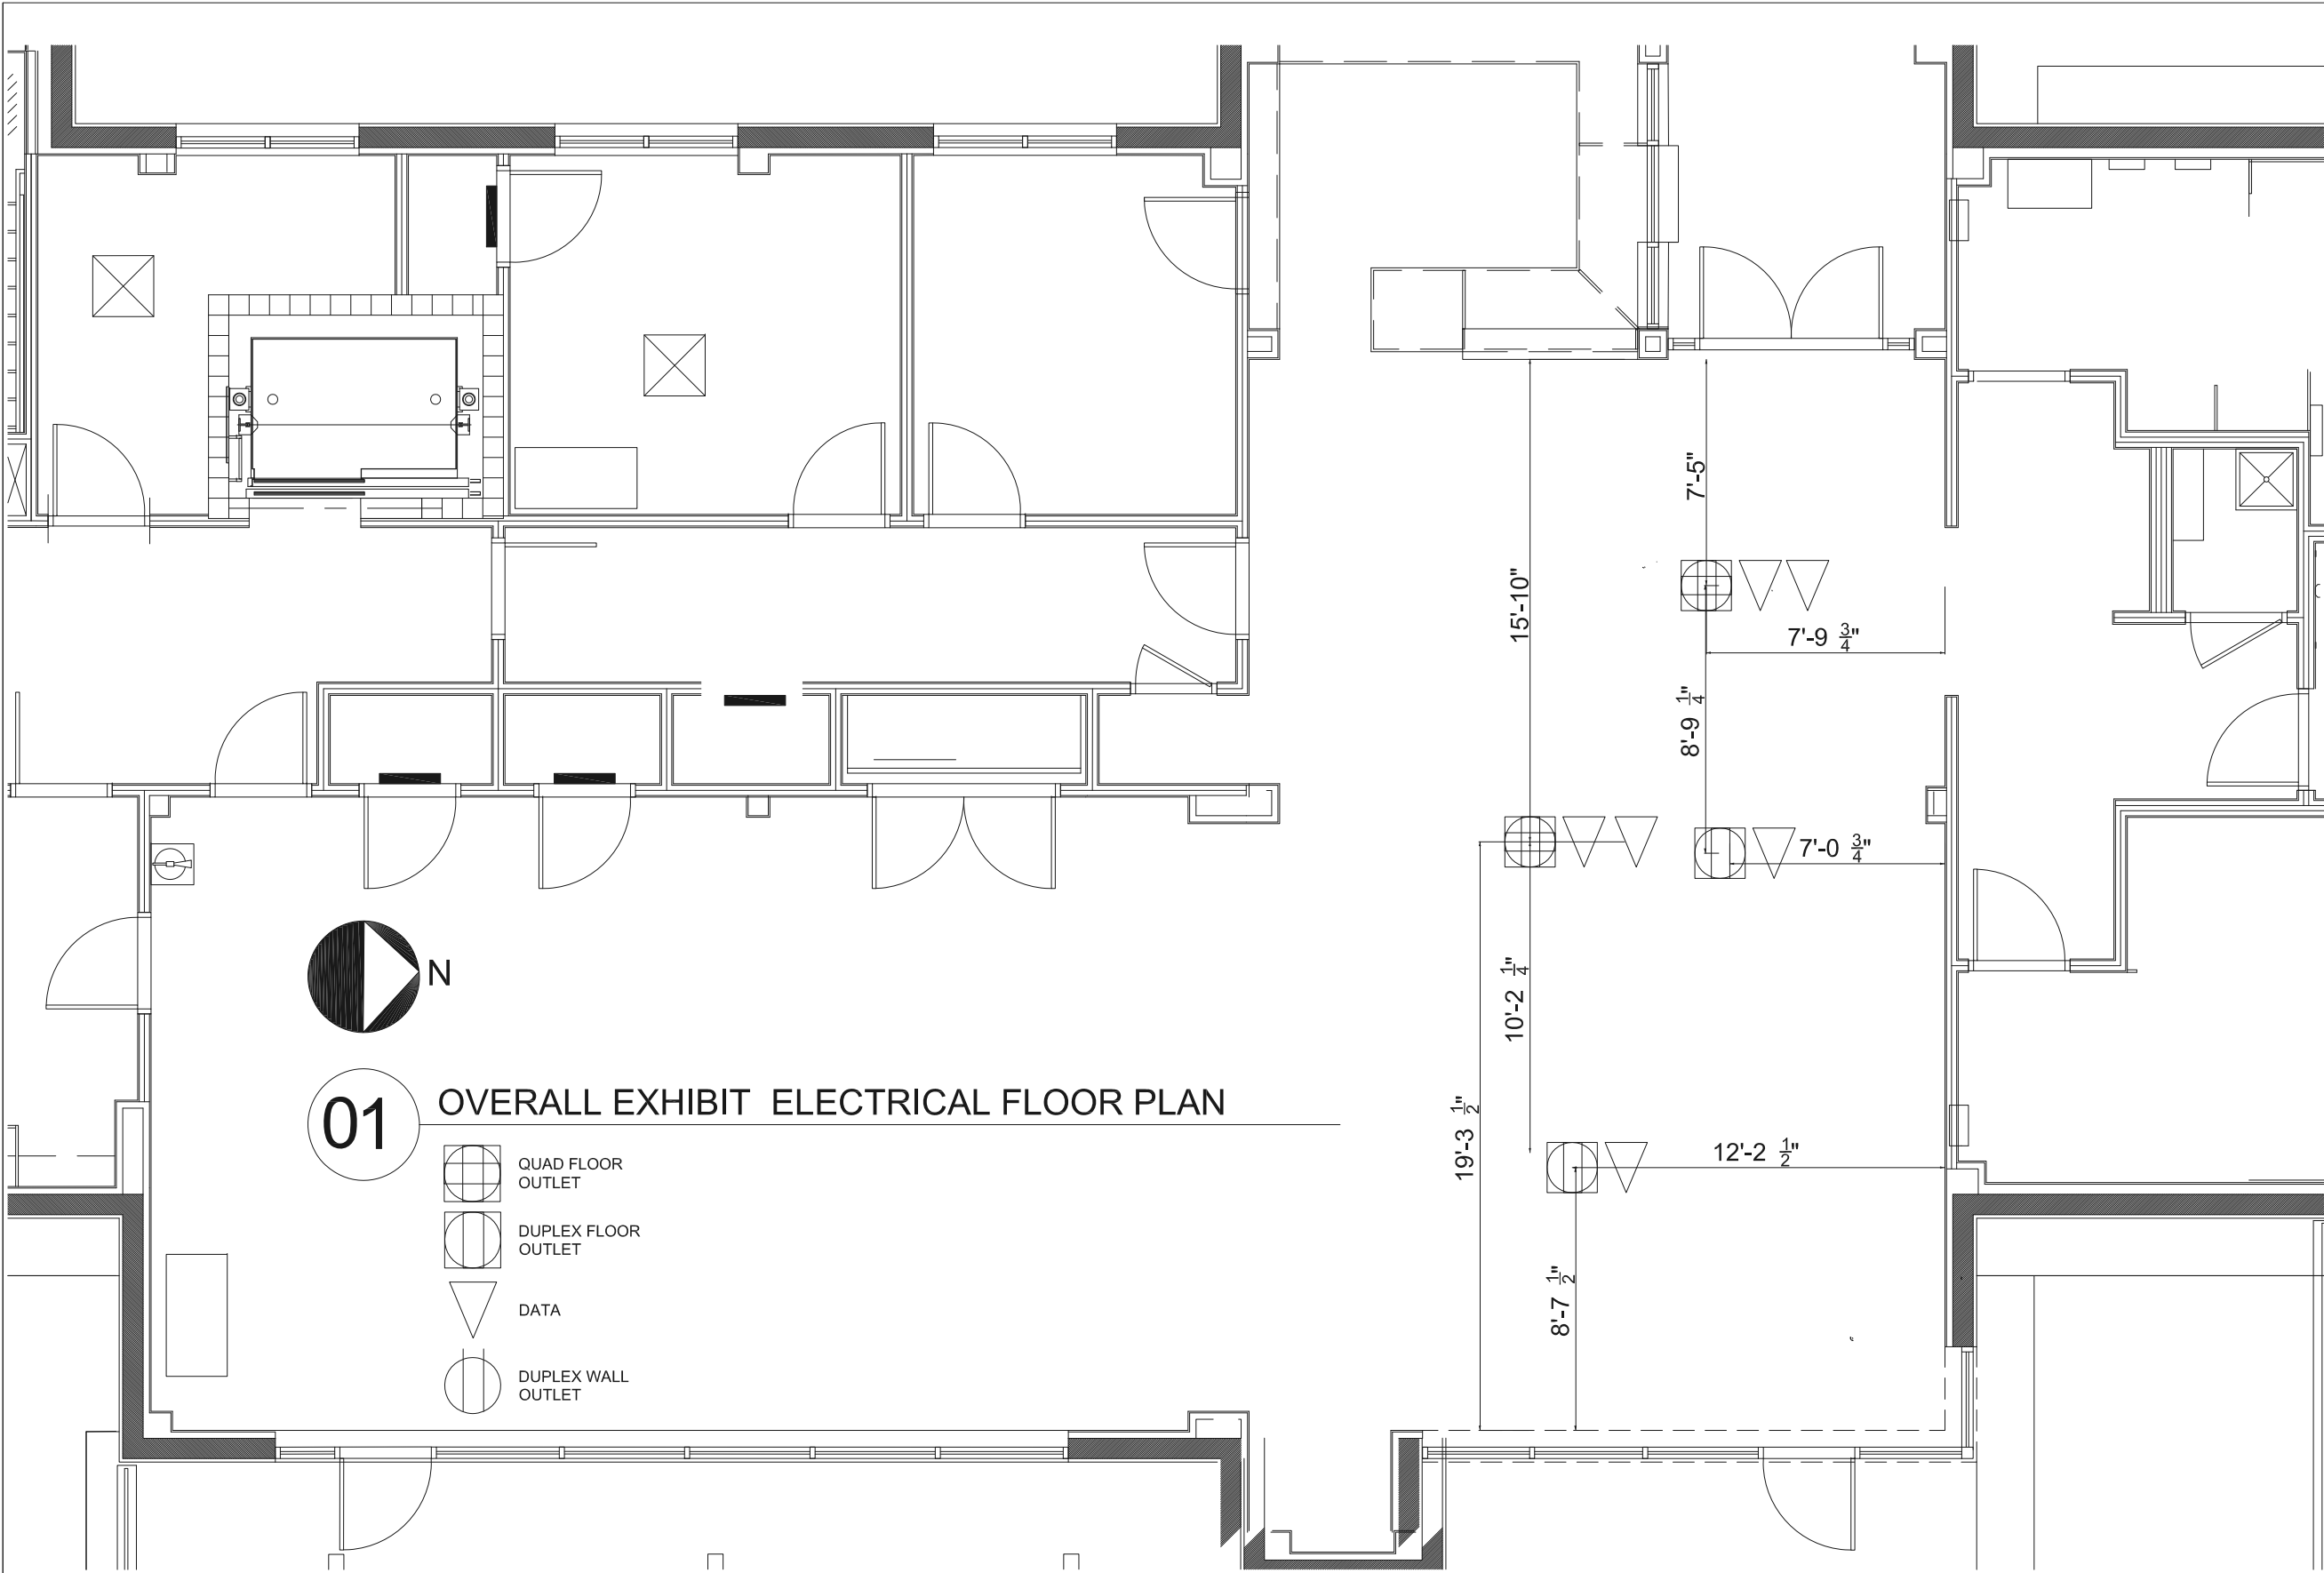 7'-5"
15'-10"
7'-9 3/4"
8'-9 1/4"
7'-0 3/4"
N
10'-2 1/4"
01
OVERALL EXHIBIT ELECTRICAL FLOOR PLAN
19'-3 1/2"
12'-2 1/2"
QUAD FLOOR
OUTLET
DUPLEX FLOOR
OUTLET
8'-7 1/2"
DATA
DUPLEX WALL
OUTLET